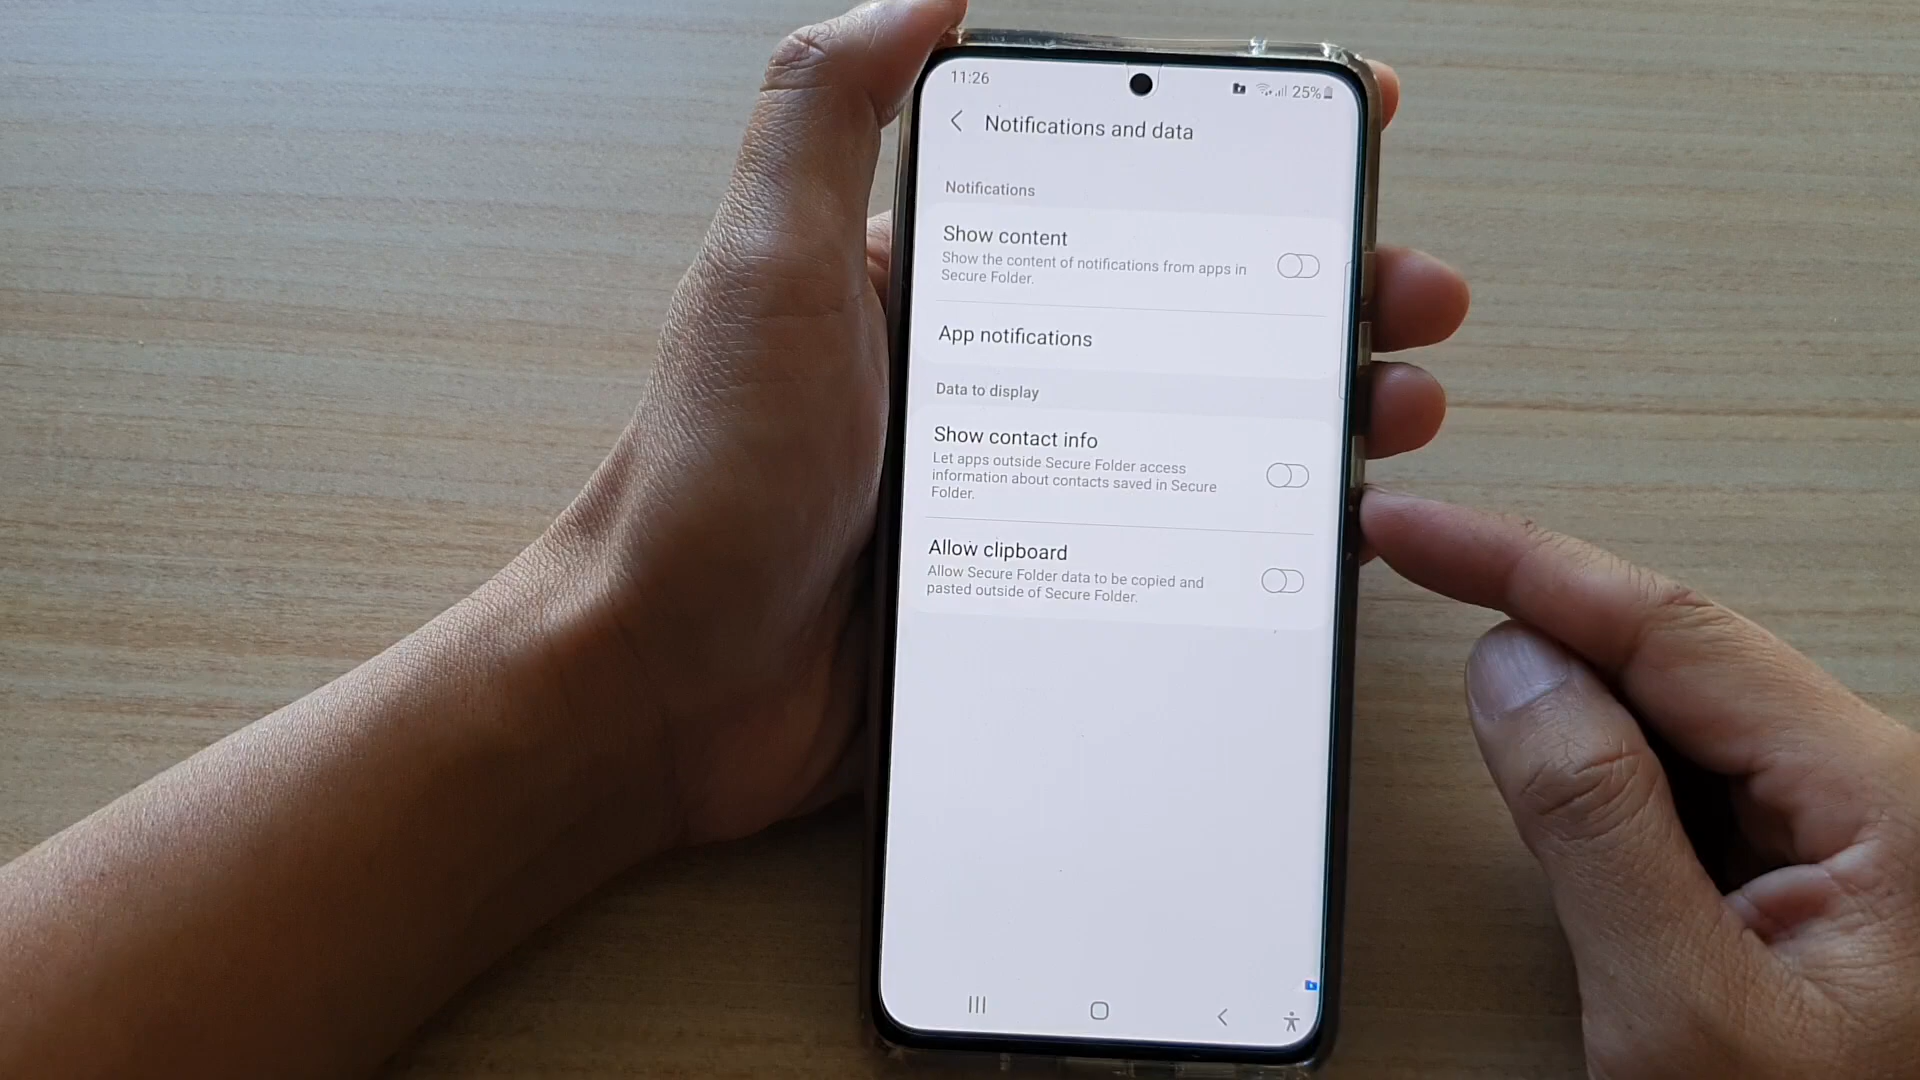 11:26
25%
Notifications and data
Notifications
Show content
Show the content of notifications from apps in
Secure Folder.
App notifications
Data to display
Show contact info
Let apps outside Secure Folder access
information about contacts saved in Secure
Folder.
Allow clipboard
Allow Secure Folder data to be copied and
pasted outside of Secure Folder.